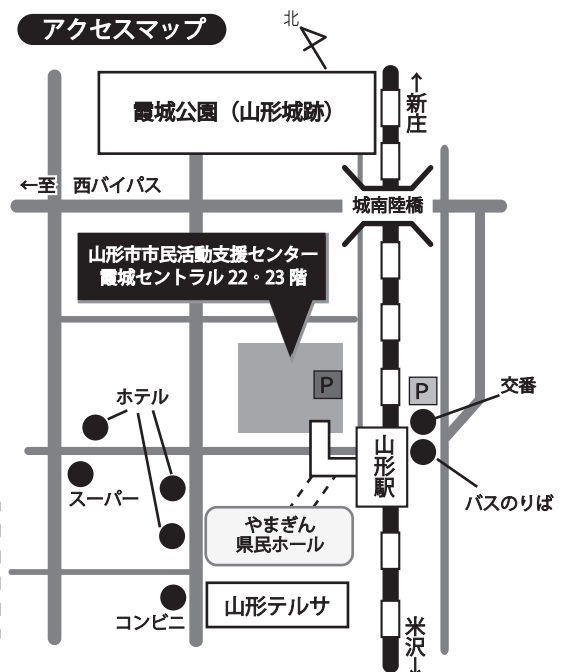 アクセスマップ
北
霞城公園（山形城跡）
↑新庄
←至　西バイパス
城南陸橋
山形市市民活動支援センター
霞城セントラル 22・23 階
P
P
交番
ホテル
山形駅
スーパー
バスのりば
やまぎん
県民ホール
山形テルサ
コンビニ
米沢↓